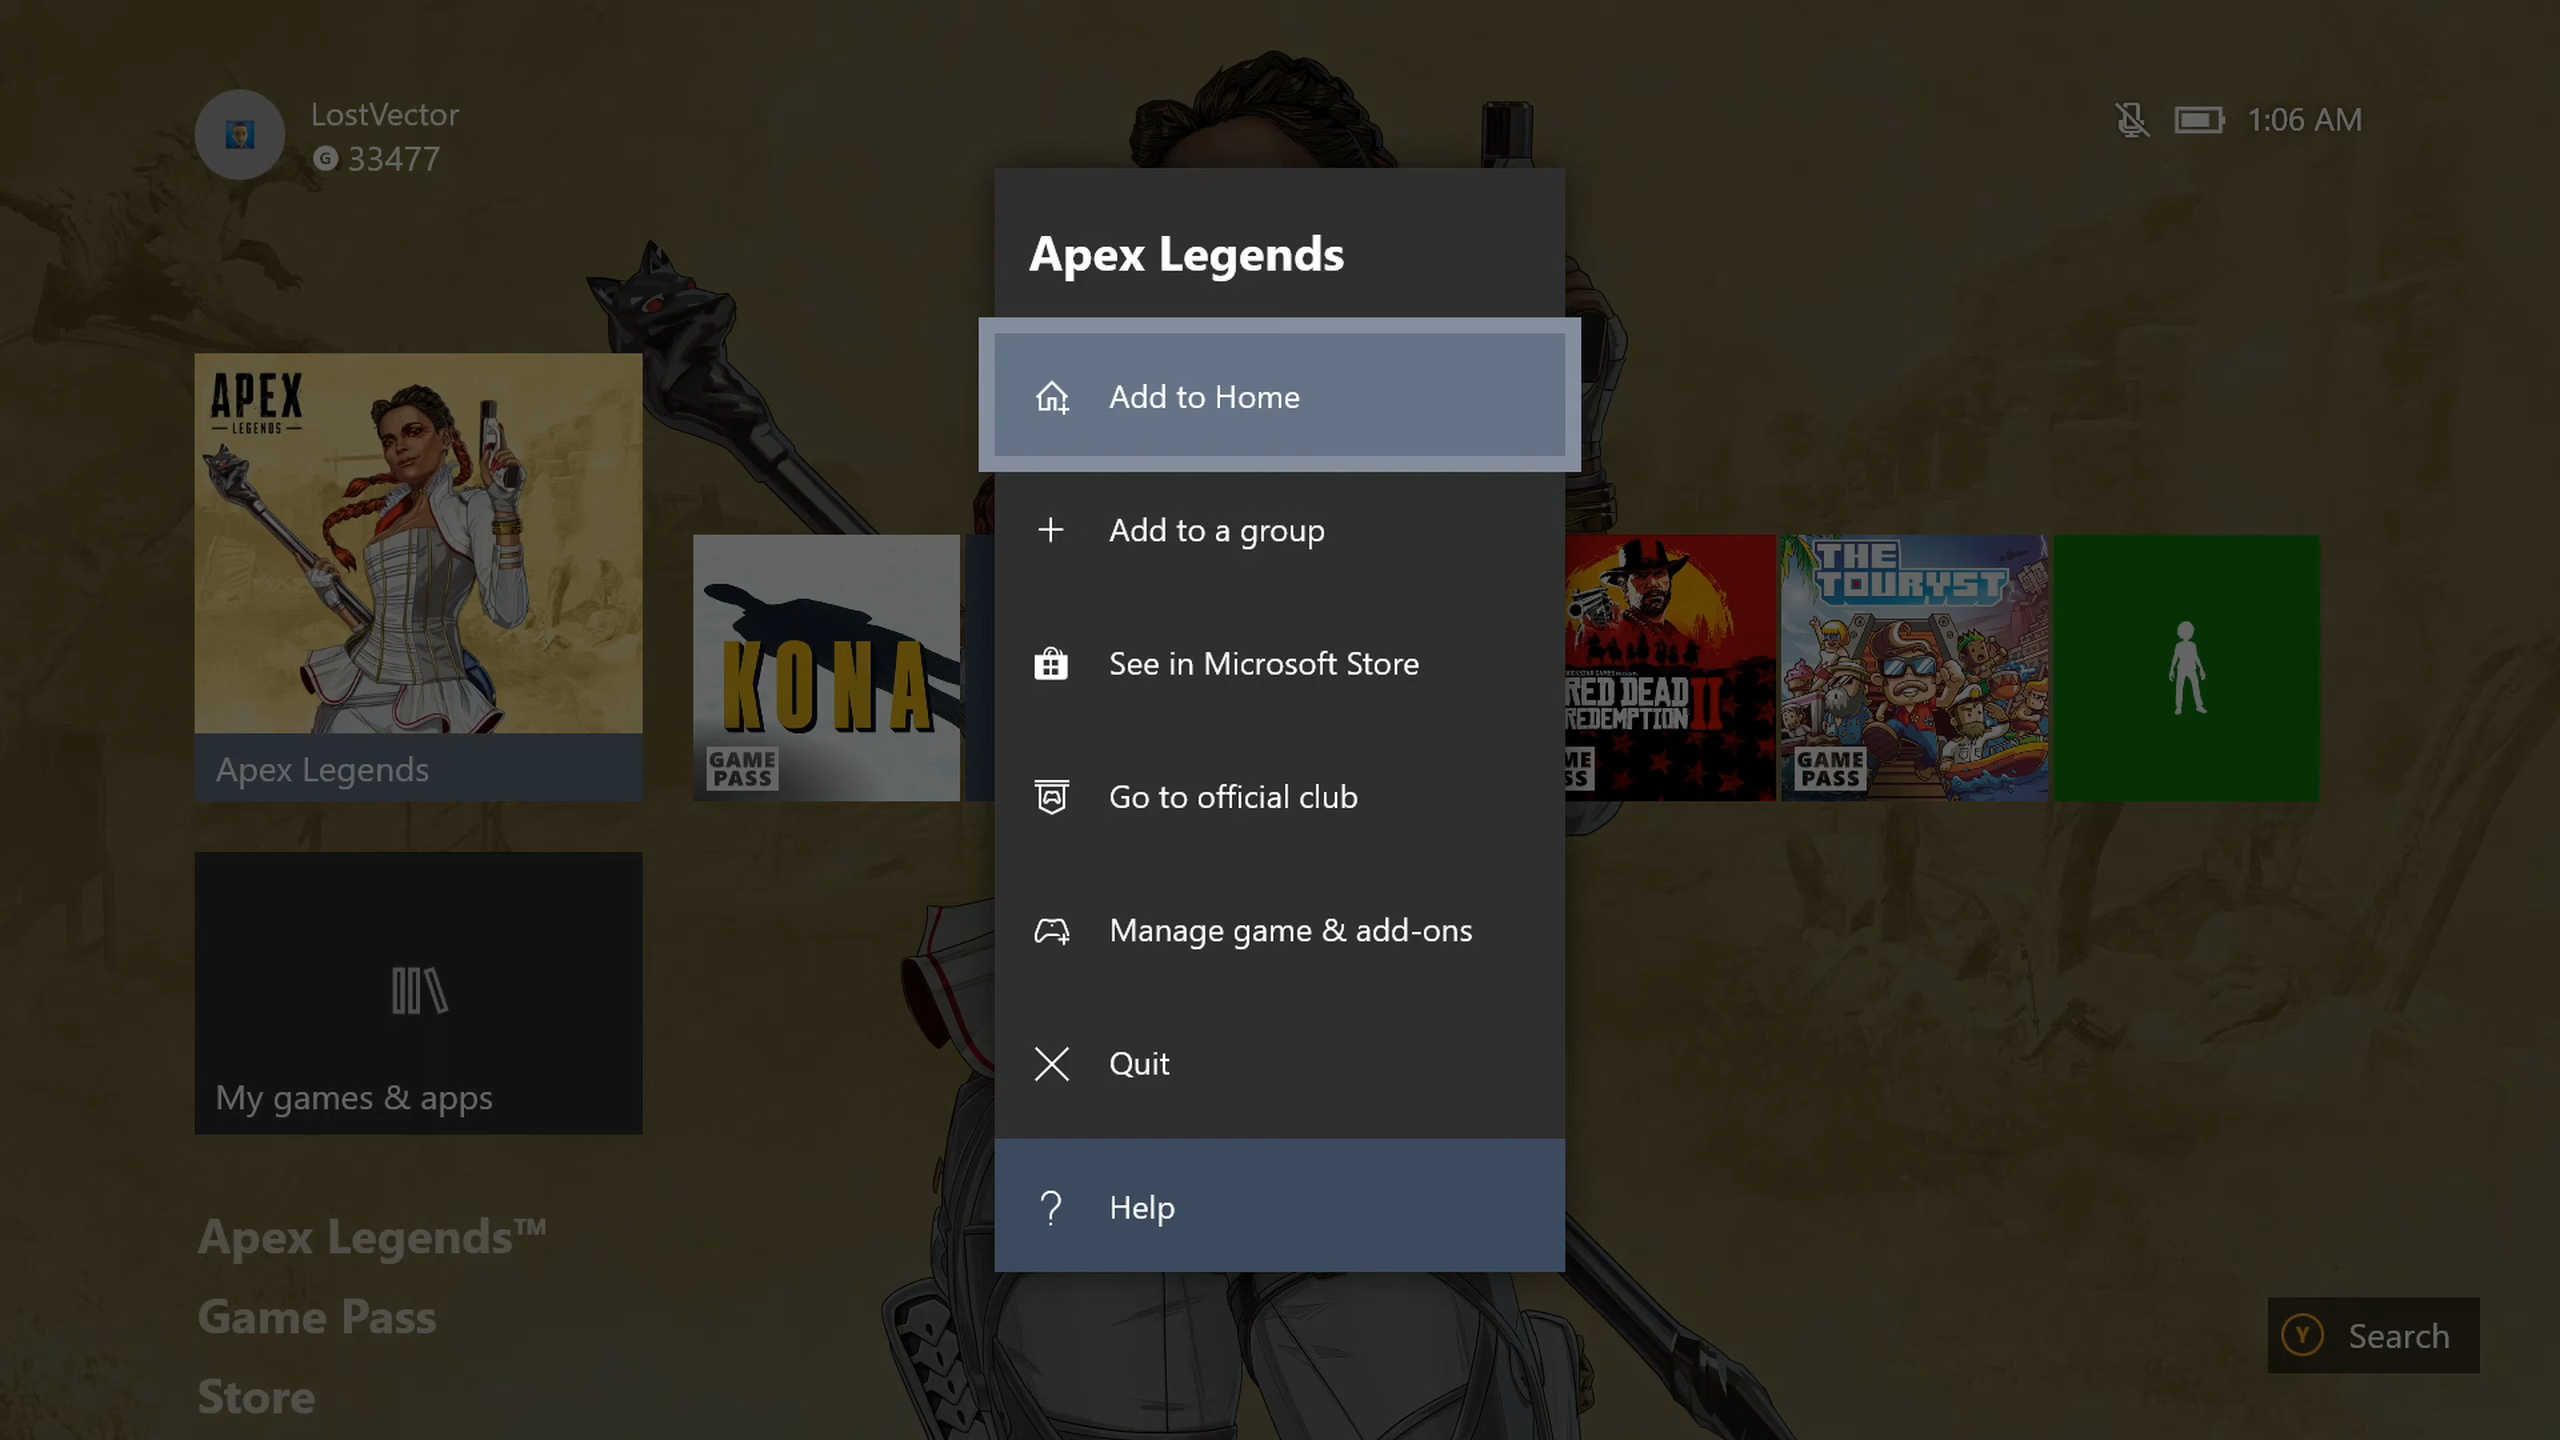 LostVector
G 33477
1:06 AM
Apex Legends
Add to Home
Add to a group
See in Microsoft Store
Go to official club
Manage game & add-ons
Quit
Help
APEX
LEGENDS
Apex Legends
KONA
GAME
PASS
RED DEAD
REDEMPTION II
THE
TOURYST
GAME
PASS
My games & apps
Apex Legends™
Game Pass
Store
Y Search